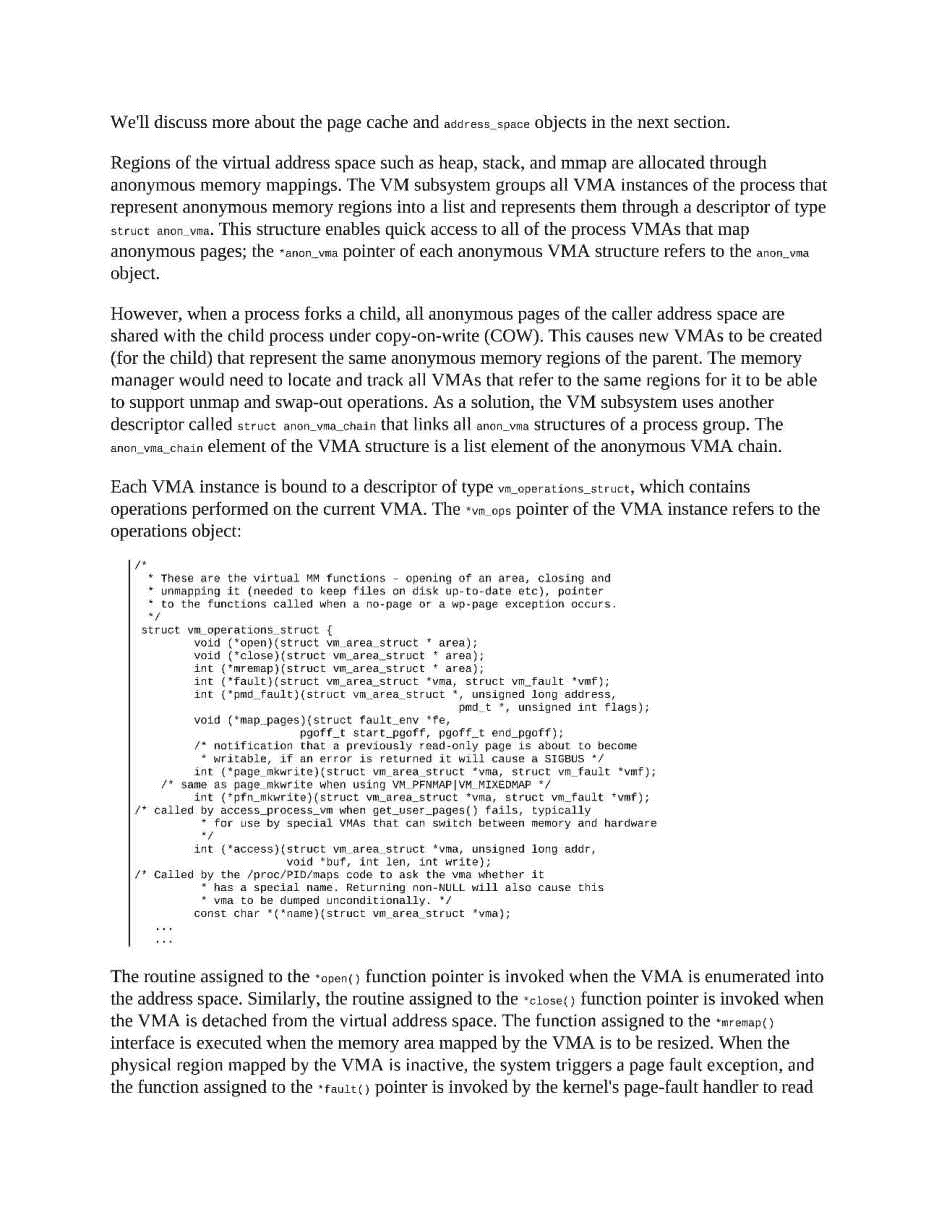 We'll discuss more about the page cache and address_space objects in the next section.
Regions of the virtual address space such as heap, stack, and mmap are allocated through
anonymous memory mappings. The VM subsystem groups all VMA instances of the process that
represent anonymous memory regions into a list and represents them through a descriptor of type
struct anon_vma. This structure enables quick access to all of the process VMAs that map
anonymous pages; the *anon_vma pointer of each anonymous VMA structure refers to the anon_vma
object.
However, when a process forks a child, all anonymous pages of the caller address space are
shared with the child process under copy-on-write (COW). This causes new VMAs to be created
(for the child) that represent the same anonymous memory regions of the parent. The memory
manager would need to locate and track all VMAs that refer to the same regions for it to be able
to support unmap and swap-out operations. As a solution, the VM subsystem uses another
descriptor called struct anon_vma_chain that links all anon_vma structures of a process group. The
anon_vma_chain element of the VMA structure is a list element of the anonymous VMA chain.
Each VMA instance is bound to a descriptor of type vm_operations_struct, which contains
operations performed on the current VMA. The *vm_ops pointer of the VMA instance refers to the
operations object:
/*
 * These are the virtual MM functions - opening of an area, closing and
 * unmapping it (needed to keep files on disk up-to-date etc), pointer
 * to the functions called when a no-page or a wp-page exception occurs.
 */
struct vm_operations_struct {
void (*open)(struct vm_area_struct * area);
void (*close)(struct vm_area_struct * area);
int (*mremap)(struct vm_area_struct * area);
int (*fault)(struct vm_area_struct *vma, struct vm_fault *vmf);
int (*pmd_fault)(struct vm_area_struct *, unsigned long address,
pmd_t *, unsigned int flags);
void (*map_pages)(struct fault_env *fe,
pgoff_t start_pgoff, pgoff_t end_pgoff);
/* notification that a previously read-only page is about to become
 * writable, if an error is returned it will cause a SIGBUS */
int (*page_mkwrite)(struct vm_area_struct *vma, struct vm_fault *vmf);
/* same as page_mkwrite when using VM_PFNMAP|VM_MIXEDMAP */
int (*pfn_mkwrite)(struct vm_area_struct *vma, struct vm_fault *vmf);
/* called by access_process_vm when get_user_pages() fails, typically
 * for use by special VMAs that can switch between memory and hardware
 */
int (*access)(struct vm_area_struct *vma, unsigned long addr,
void *buf, int len, int write);
/* Called by the /proc/PID/maps code to ask the vma whether it
 * has a special name. Returning non-NULL will also cause this
 * vma to be dumped unconditionally. */
const char *(*name)(struct vm_area_struct *vma);
...
...
The routine assigned to the *open() function pointer is invoked when the VMA is enumerated into
the address space. Similarly, the routine assigned to the *close() function pointer is invoked when
the VMA is detached from the virtual address space. The function assigned to the *mremap()
interface is executed when the memory area mapped by the VMA is to be resized. When the
physical region mapped by the VMA is inactive, the system triggers a page fault exception, and
the function assigned to the *fault() pointer is invoked by the kernel's page-fault handler to read